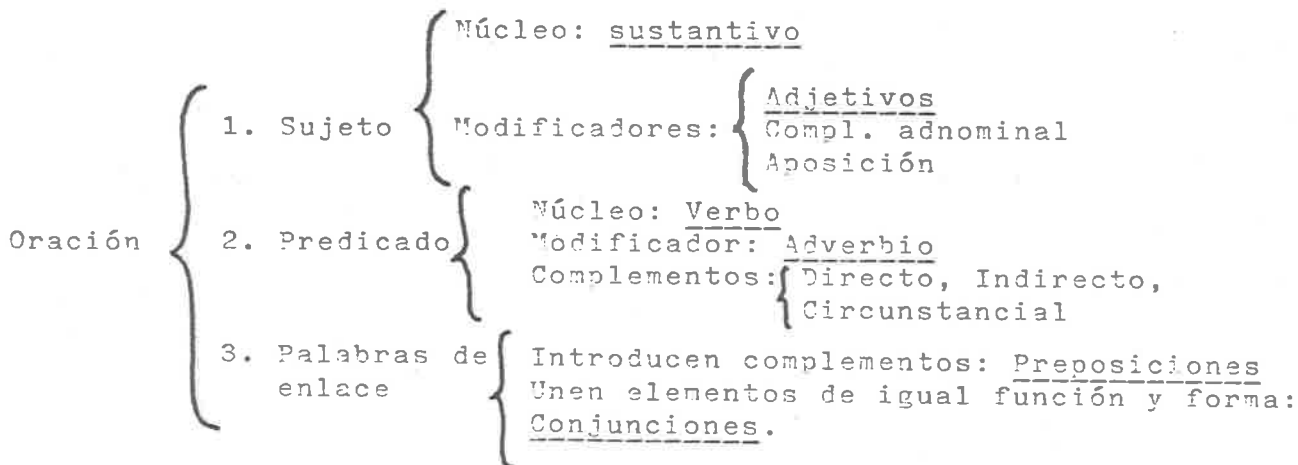 Núcleo: sustantivo
1. Sujeto
Modificadores:
Adjetivos
Compl. adnominal
Aposición
Oración
2. Predicado
Núcleo: Verbo
Modificador: Adverbio
Complementos: Directo, Indirecto,
Circunstancial
3. Palabras de
enlace
Introducen complementos: Preposiciones
Unen elementos de igual función y forma:
Conjunciones.